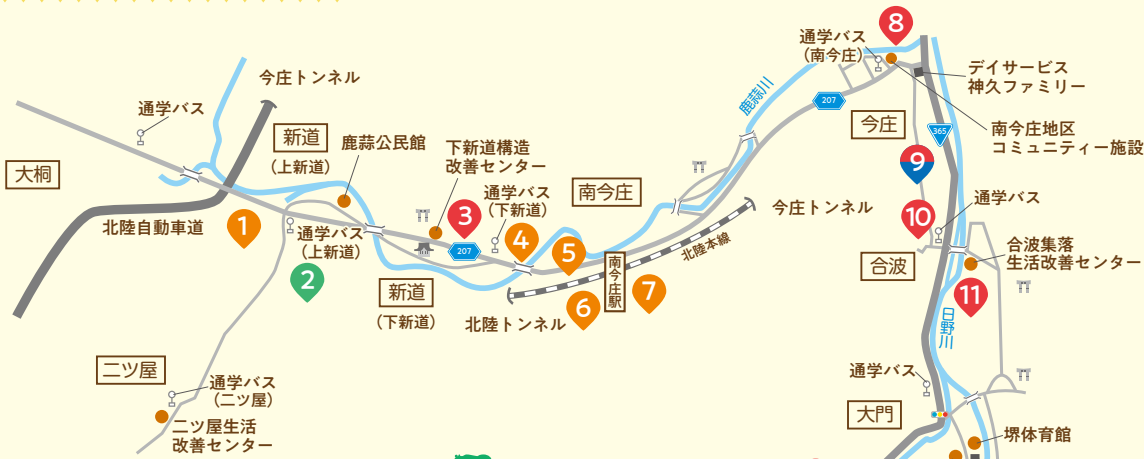 8
通学バス
(南今庄)
今庄トンネル
デイサービス
神久ファミリー
鹿蒜川
207
通学バス
新道
(上新道)
鹿蒜公民館
下新道構造
改善センター
今庄
365
南今庄地区
コミュニティー施設
大桐
9
南今庄
通学バス
(下新道)
3
今庄トンネル
10
通学バス
北陸自動車道
1
通学バス
(上新道)
207
4
5
北陸本線
合波
合波集落
生活改善センター
2
新道
(下新道)
南今庄駅
6
7
11
北陸トンネル
日野川
二ツ屋
通学バス
(二ツ屋)
通学バス
大門
二ツ屋生活
改善センター
堺体育館